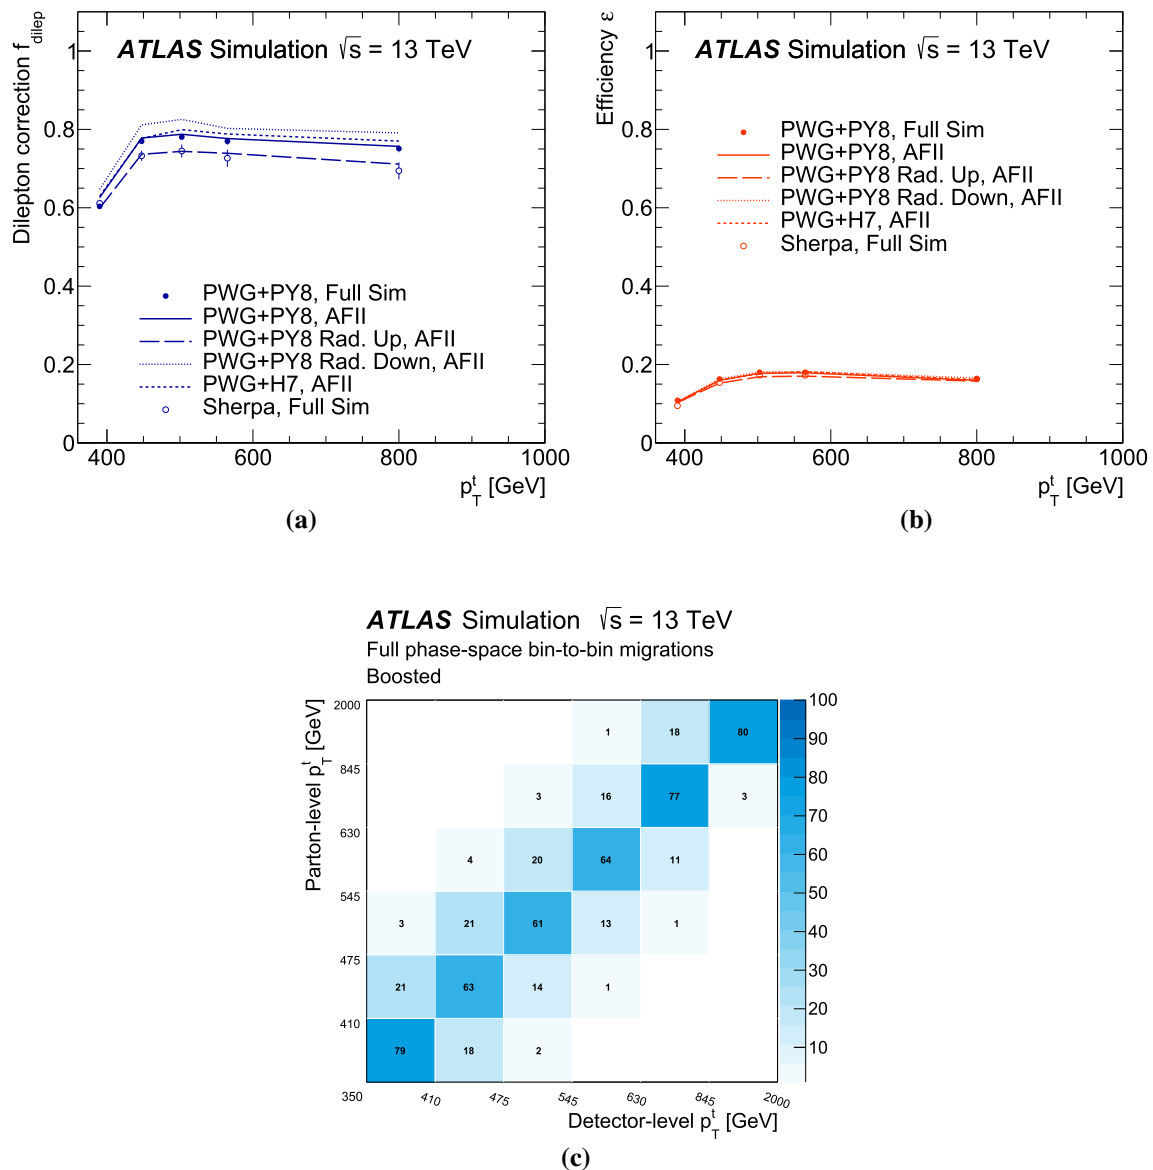 Dilepton correction f_dilep
ATLAS Simulation √s = 13 TeV
1
0.8
0.6
0.4
0.2
0
PWG+PY8, Full Sim
PWG+PY8, AFII
PWG+PY8 Rad. Up, AFII
PWG+PY8 Rad. Down, AFII
PWG+H7, AFII
Sherpa, Full Sim
400 600 800 1000
p_T^t [GeV]
(a)
Efficiency ε
ATLAS Simulation √s = 13 TeV
1
0.8
0.6
0.4
0.2
0
PWG+PY8, Full Sim
PWG+PY8, AFII
PWG+PY8 Rad. Up, AFII
PWG+PY8 Rad. Down, AFII
PWG+H7, AFII
Sherpa, Full Sim
400 600 800 1000
p_T^t [GeV]
(b)
ATLAS Simulation √s = 13 TeV
Full phase-space bin-to-bin migrations
Boosted
Parton-level p_T^t [GeV]
2000
1 18 80
845
3 16 77 3
630
4 20 64 11
545
3 21 61 13 1
475
21 63 14 1
410
79 18 2
350
410 475 545 630 845 2000
Detector-level p_T^t [GeV]
100
90
80
70
60
50
40
30
20
10
(c)